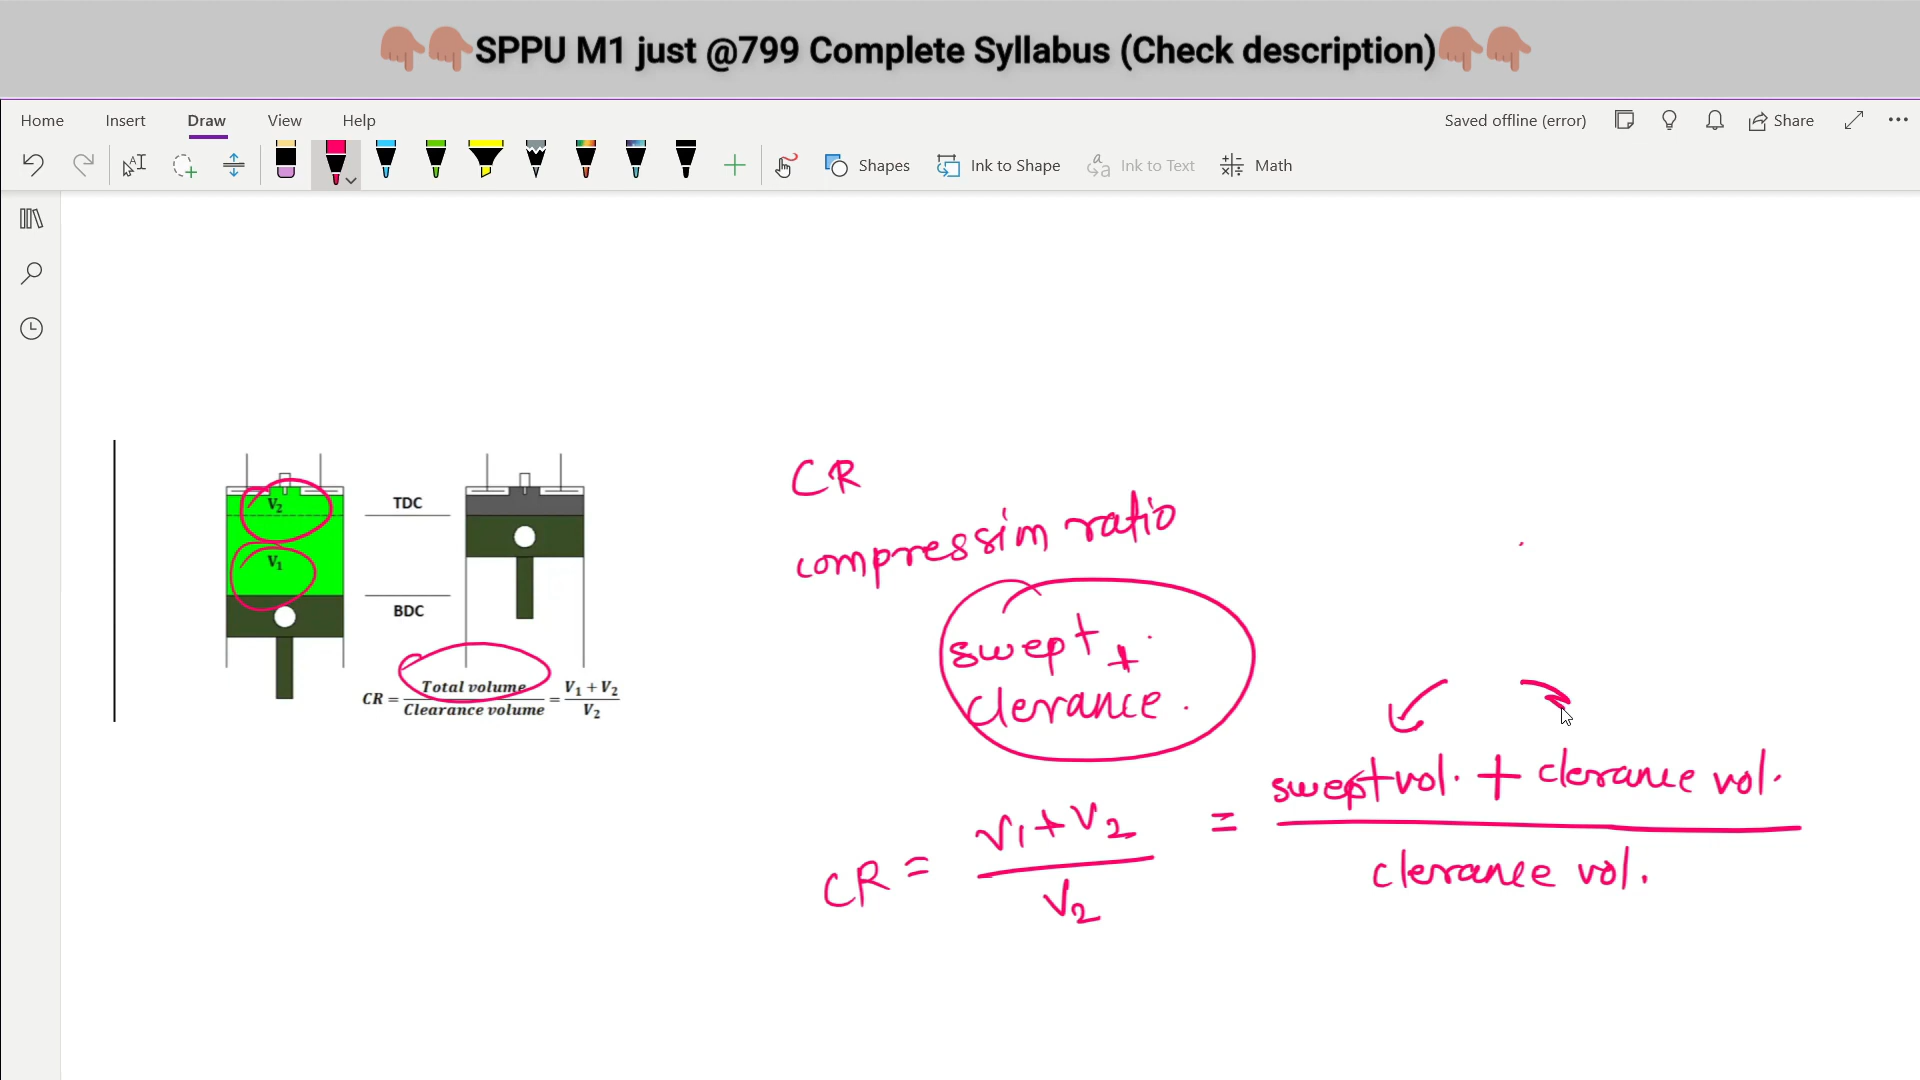 👇👇SPPU M1 just @799 Complete Syllabus (Check description)👇👇
Home Insert Draw View Help
Saved offline (error) Share
Shapes Ink to Shape Ink to Text Math
V2
V1
TDC
BDC
CR = Total volume / Clearance volume = V1 + V2 / V2
CR
compression ratio
swept +
clerance.
CR = V1 + V2 / V2 = swept vol. + clerance vol. / clerance vol.